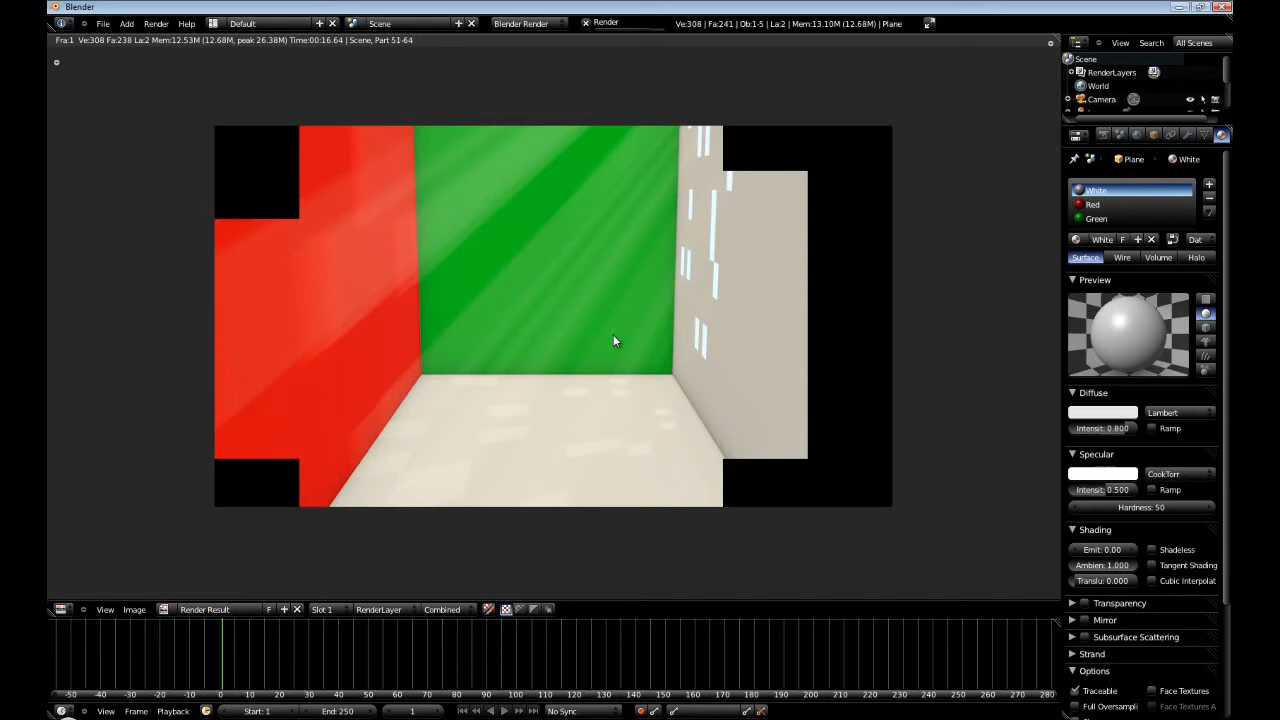 Blender
File Add Render Help Default Scene Blender Render Render Ve:308 | Fa:241 | Ob:1-5 | La:2 | Mem:13.10M (12.68M) | Plane
Fra:1 Ve:308 Fa:238 La:2 Mem:12.53M (12.68M, peak 26.38M) Time:00:16.64 | Scene, Part 51-64
View Search All Scenes
Scene
RenderLayers
World
Camera
Plane White
White
Red
Green
White F Dat
Surface Wire Volume Halo
Preview
Diffuse
Lambert
Intensit: 0.800 Ramp
Specular
CookTorr
Intensit: 0.500 Ramp
Hardness: 50
Shading
Emit: 0.00 Shadeless
Ambien: 1.000 Tangent Shading
Translu: 0.000 Cubic Interpolat
Transparency
Mirror
Subsurface Scattering
Strand
Options
Traceable Face Textures
Full Oversampli Face Textures
View Image Render Result F Slot 1 RenderLayer Combined
-50 -40 -30 -20 -10 0 10 20 30 40 50 60 70 80 90 100 110 120 130 140 150 160 170 180 190 200 210 220 230 240 250 260 270 280
View Frame Playback Start: 1 End: 250 1 No Sync